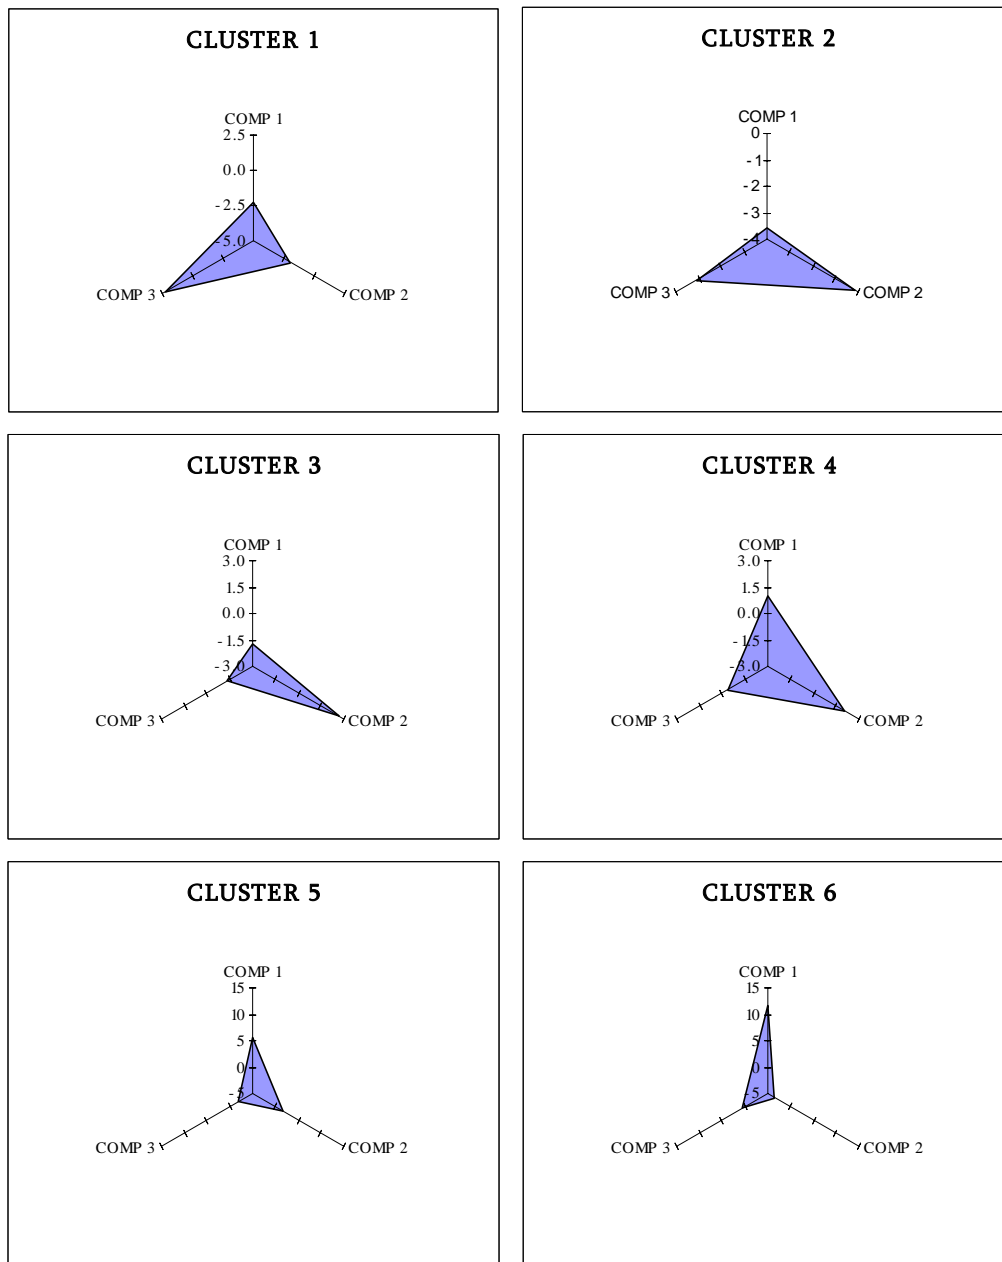 CLUSTER 1
COMP 1
2.5
0.0
-2.5
-5.0
COMP 3
COMP 2
CLUSTER 2
COMP 1
0
-1
-2
-3
-4
COMP 3
COMP 2
CLUSTER 3
COMP 1
3.0
1.5
0.0
-1.5
-3.0
COMP 3
COMP 2
CLUSTER 4
COMP 1
3.0
1.5
0.0
-1.5
-3.0
COMP 3
COMP 2
CLUSTER 5
COMP 1
15
10
5
0
-5
COMP 3
COMP 2
CLUSTER 6
COMP 1
15
10
5
0
-5
COMP 3
COMP 2